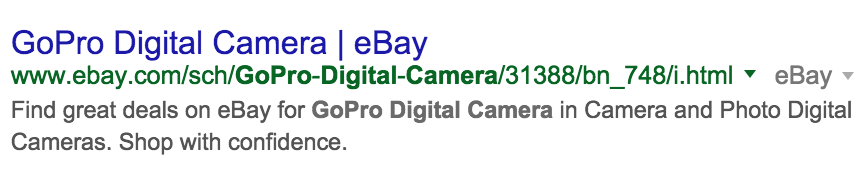 GoPro Digital Camera | eBay
www.ebay.com/sch/GoPro-Digital-Camera/31388/bn_748/i.html eBay
Find great deals on eBay for GoPro Digital Camera in Camera and Photo Digital
Cameras. Shop with confidence.